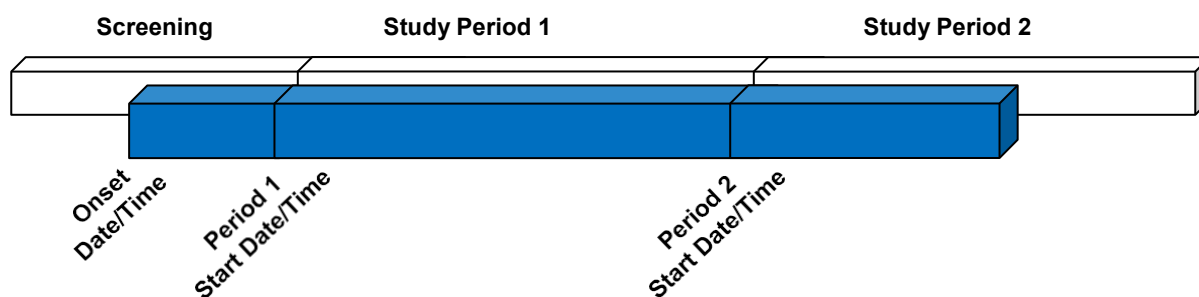 Screening
Study Period 1
Study Period 2
Onset
Date/Time
Period 1
Start Date/Time
Period 2
Start Date/Time